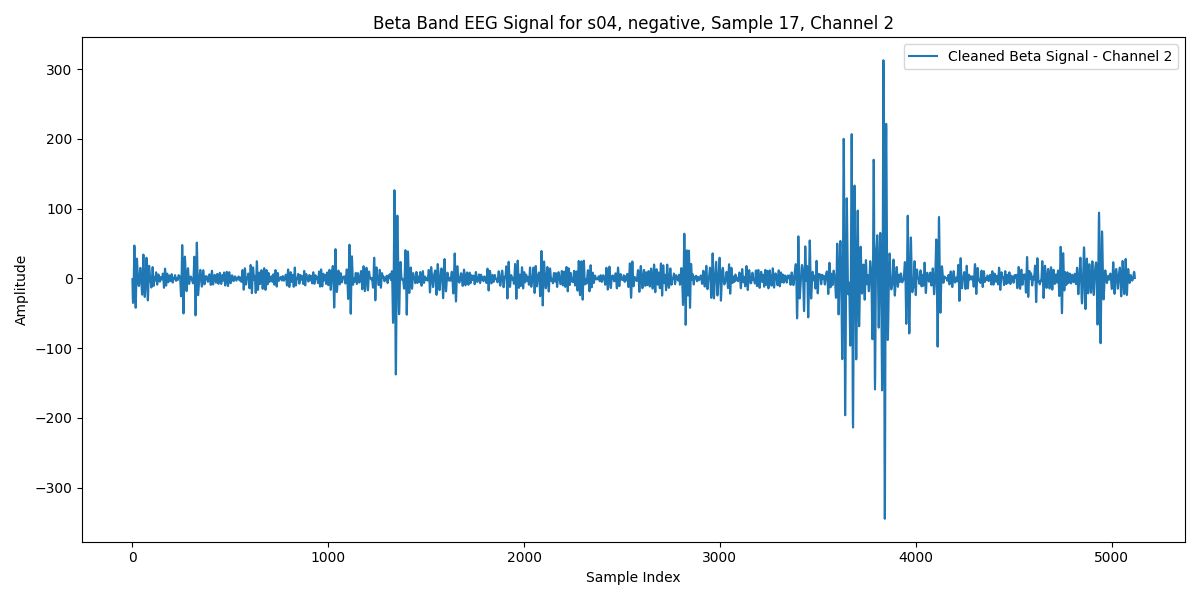 Beta Band EEG Signal for s04, negative, Sample 17, Channel 2
Cleaned Beta Signal - Channel 2
300
200
100
0
−100
−200
−300
Amplitude
0 1000 2000 3000 4000 5000
Sample Index